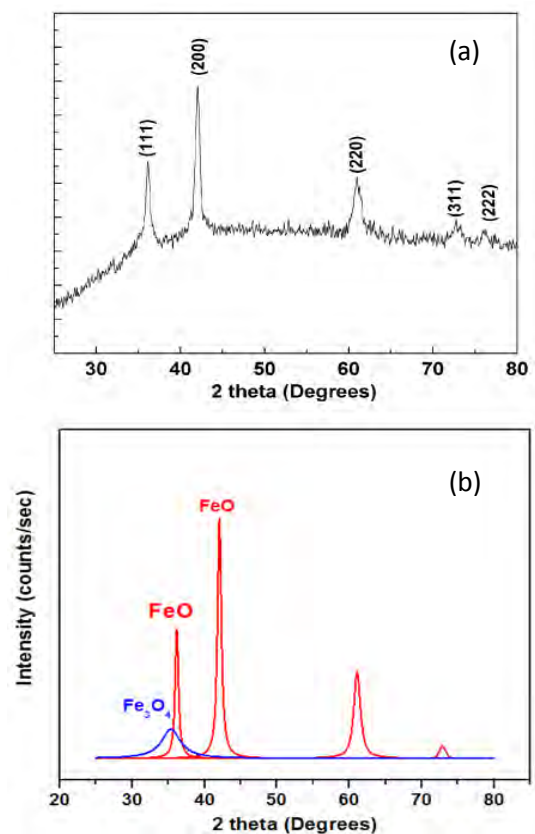 (a)
(111)
(200)
(220)
(311)
(222)
30 40 50 60 70 80
2 theta (Degrees)
(b)
Intensity (counts/sec)
FeO
FeO
Fe₃O₄
20 30 40 50 60 70 80
2 theta (Degrees)